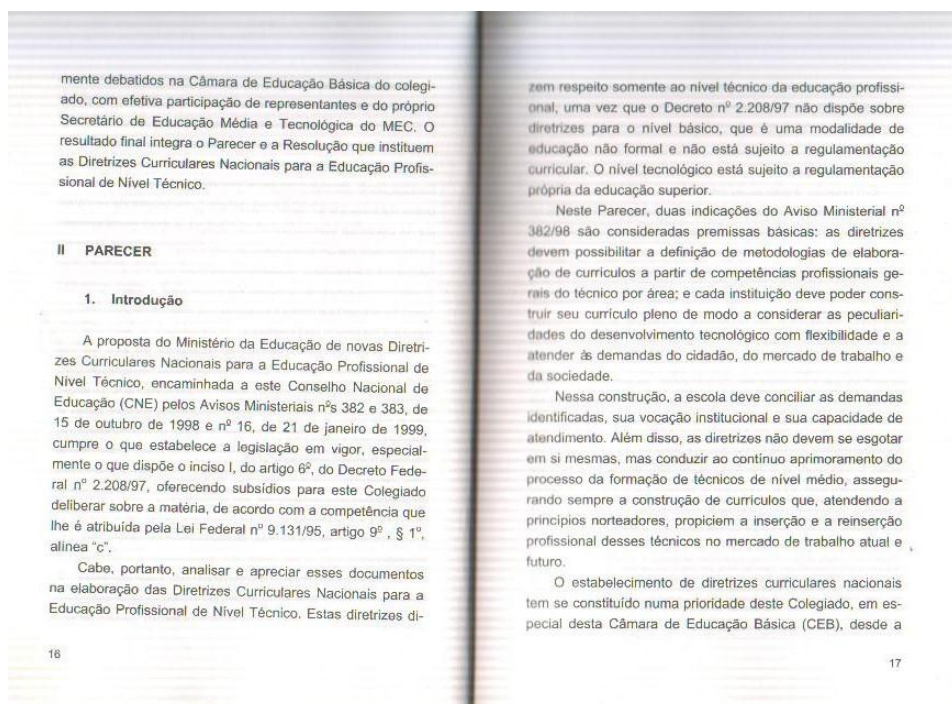 mente debatidos na Câmara de Educação Básica do colegi-
ado, com efetiva participação de representantes e do próprio
Secretário de Educação Média e Tecnológica do MEC. O
resultado final integra o Parecer e a Resolução que instituem
as Diretrizes Curriculares Nacionais para a Educação Profis-
sional de Nível Técnico.
II PARECER
1. Introdução
A proposta do Ministério da Educação de novas Diretri-
zes Curriculares Nacionais para a Educação Profissional de
Nível Técnico, encaminhada a este Conselho Nacional de
Educação (CNE) pelos Avisos Ministeriais nºs 382 e 383, de
15 de outubro de 1998 e nº 16, de 21 de janeiro de 1999,
cumpre o que estabelece a legislação em vigor, especial-
mente o que dispõe o inciso I, do artigo 6º, do Decreto Fede-
ral nº 2.208/97, oferecendo subsídios para este Colegiado
deliberar sobre a matéria, de acordo com a competência que
lhe é atribuída pela Lei Federal nº 9.131/95, artigo 9º , § 1º,
alínea “c”.
Cabe, portanto, analisar e apreciar esses documentos
na elaboração das Diretrizes Curriculares Nacionais para a
Educação Profissional de Nível Técnico. Estas diretrizes di-
16
zem respeito somente ao nível técnico da educação profissi-
onal, uma vez que o Decreto nº 2.208/97 não dispõe sobre
diretrizes para o nível básico, que é uma modalidade de
educação não formal e não está sujeito a regulamentação
curricular. O nível tecnológico está sujeito a regulamentação
própria da educação superior.
Neste Parecer, duas indicações do Aviso Ministerial nº
382/98 são consideradas premissas básicas: as diretrizes
devem possibilitar a definição de metodologias de elabora-
ção de currículos a partir de competências profissionais ge-
rais do técnico por área; e cada instituição deve poder cons-
truir seu currículo pleno de modo a considerar as peculiari-
dades do desenvolvimento tecnológico com flexibilidade e a
atender às demandas do cidadão, do mercado de trabalho e
da sociedade.
Nessa construção, a escola deve conciliar as demandas
identificadas, sua vocação institucional e sua capacidade de
atendimento. Além disso, as diretrizes não devem se esgotar
em si mesmas, mas conduzir ao contínuo aprimoramento do
processo da formação de técnicos de nível médio, assegu-
rando sempre a construção de currículos que, atendendo a
princípios norteadores, propiciem a inserção e a reinserção
profissional desses técnicos no mercado de trabalho atual e
futuro.
O estabelecimento de diretrizes curriculares nacionais
tem se constituído numa prioridade deste Colegiado, em es-
pecial desta Câmara de Educação Básica (CEB), desde a
17